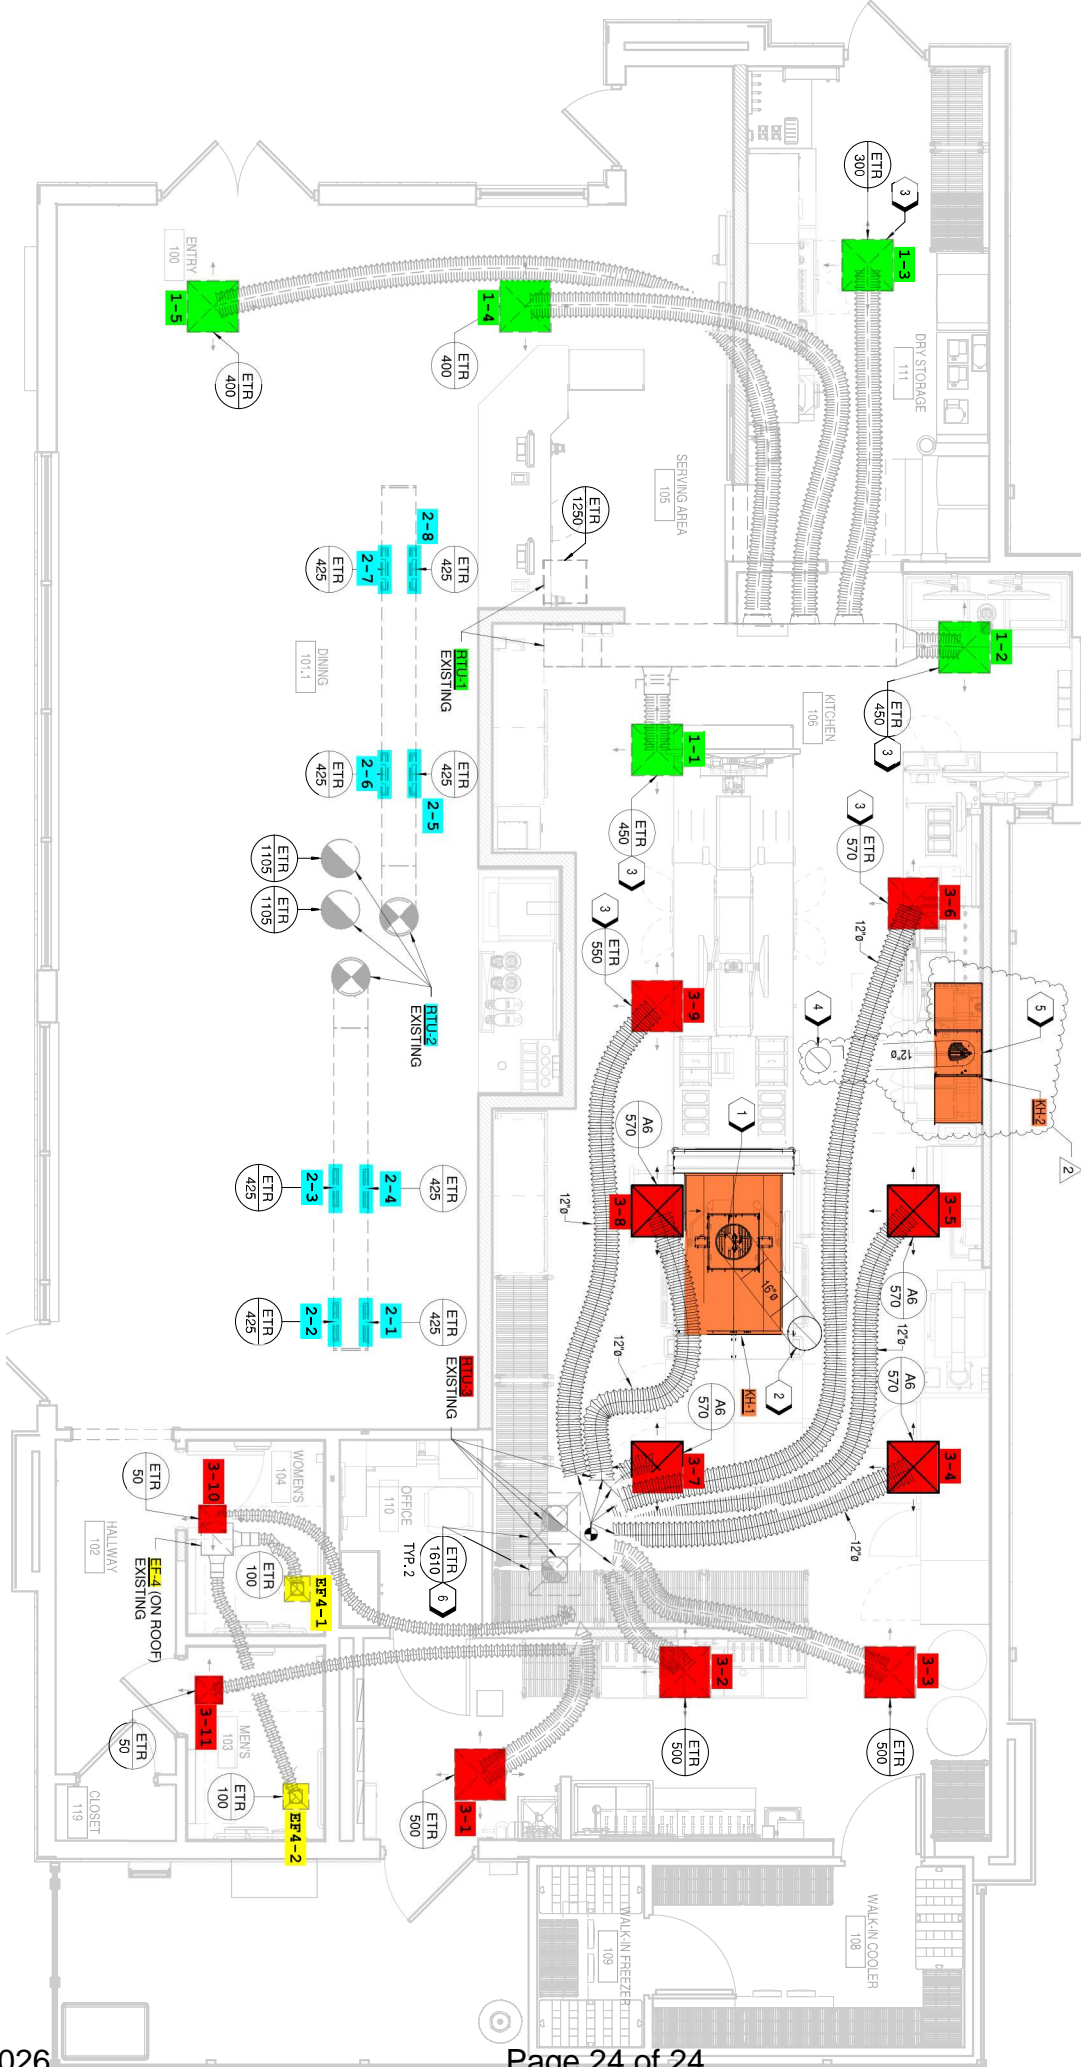 ETR
300
3
1-3
ENTRY
100
1-5
ETR
400
1-4
ETR
400
DRY STORAGE
111
SERVING AREA
105
ETR
1250
2-8
ETR
425
2-7
ETR
425
RTU-1
EXISTING
DINING
101.1
1-2
ETR
450
3
KITCHEN
106
1-1
ETR
450
3
ETR
425
2-6
ETR
425
2-5
ETR
1105
ETR
1105
RTU-2
EXISTING
3
ETR
570
3-6
12"ø
3
ETR
550
3-9
4
12"ø
5
KH-2
2
A6
570
3-8
12"ø
1
16"ø
2
KH-1
3-5
A6
570
12"ø
A6
570
3-4
12"ø
ETR
425
2-3
2-4
ETR
425
ETR
425
2-2
2-1
ETR
425
12"ø
A6
570
3-7
RTU-3
EXISTING
WOMEN'S
104
3-10
ETR
50
HALLWAY
102
OFFICE
110
ETR
1610
TYP. 2
6
ETR
100
EF4-1
EF-4 (ON ROOF)
EXISTING
3-2
ETR
500
3-3
ETR
500
3-11
ETR
50
MEN'S
103
ETR
100
EF4-2
CLOSET
119
3-1
ETR
500
WALK-IN FREEZER
109
WALK-IN COOLER
108
026
Page 24 of 24